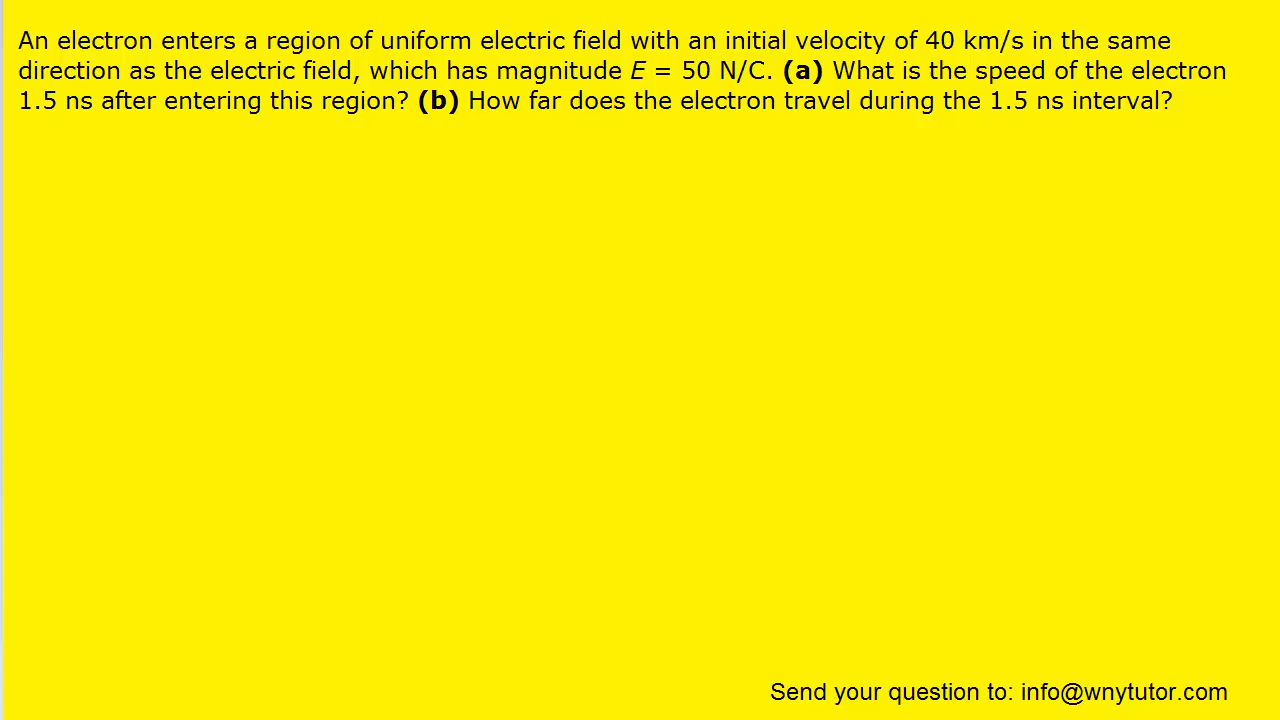 An electron enters a region of uniform electric field with an initial velocity of 40 km/s in the same
direction as the electric field, which has magnitude E = 50 N/C. (a) What is the speed of the electron
1.5 ns after entering this region? (b) How far does the electron travel during the 1.5 ns interval?
Send your question to: info@wnytutor.com